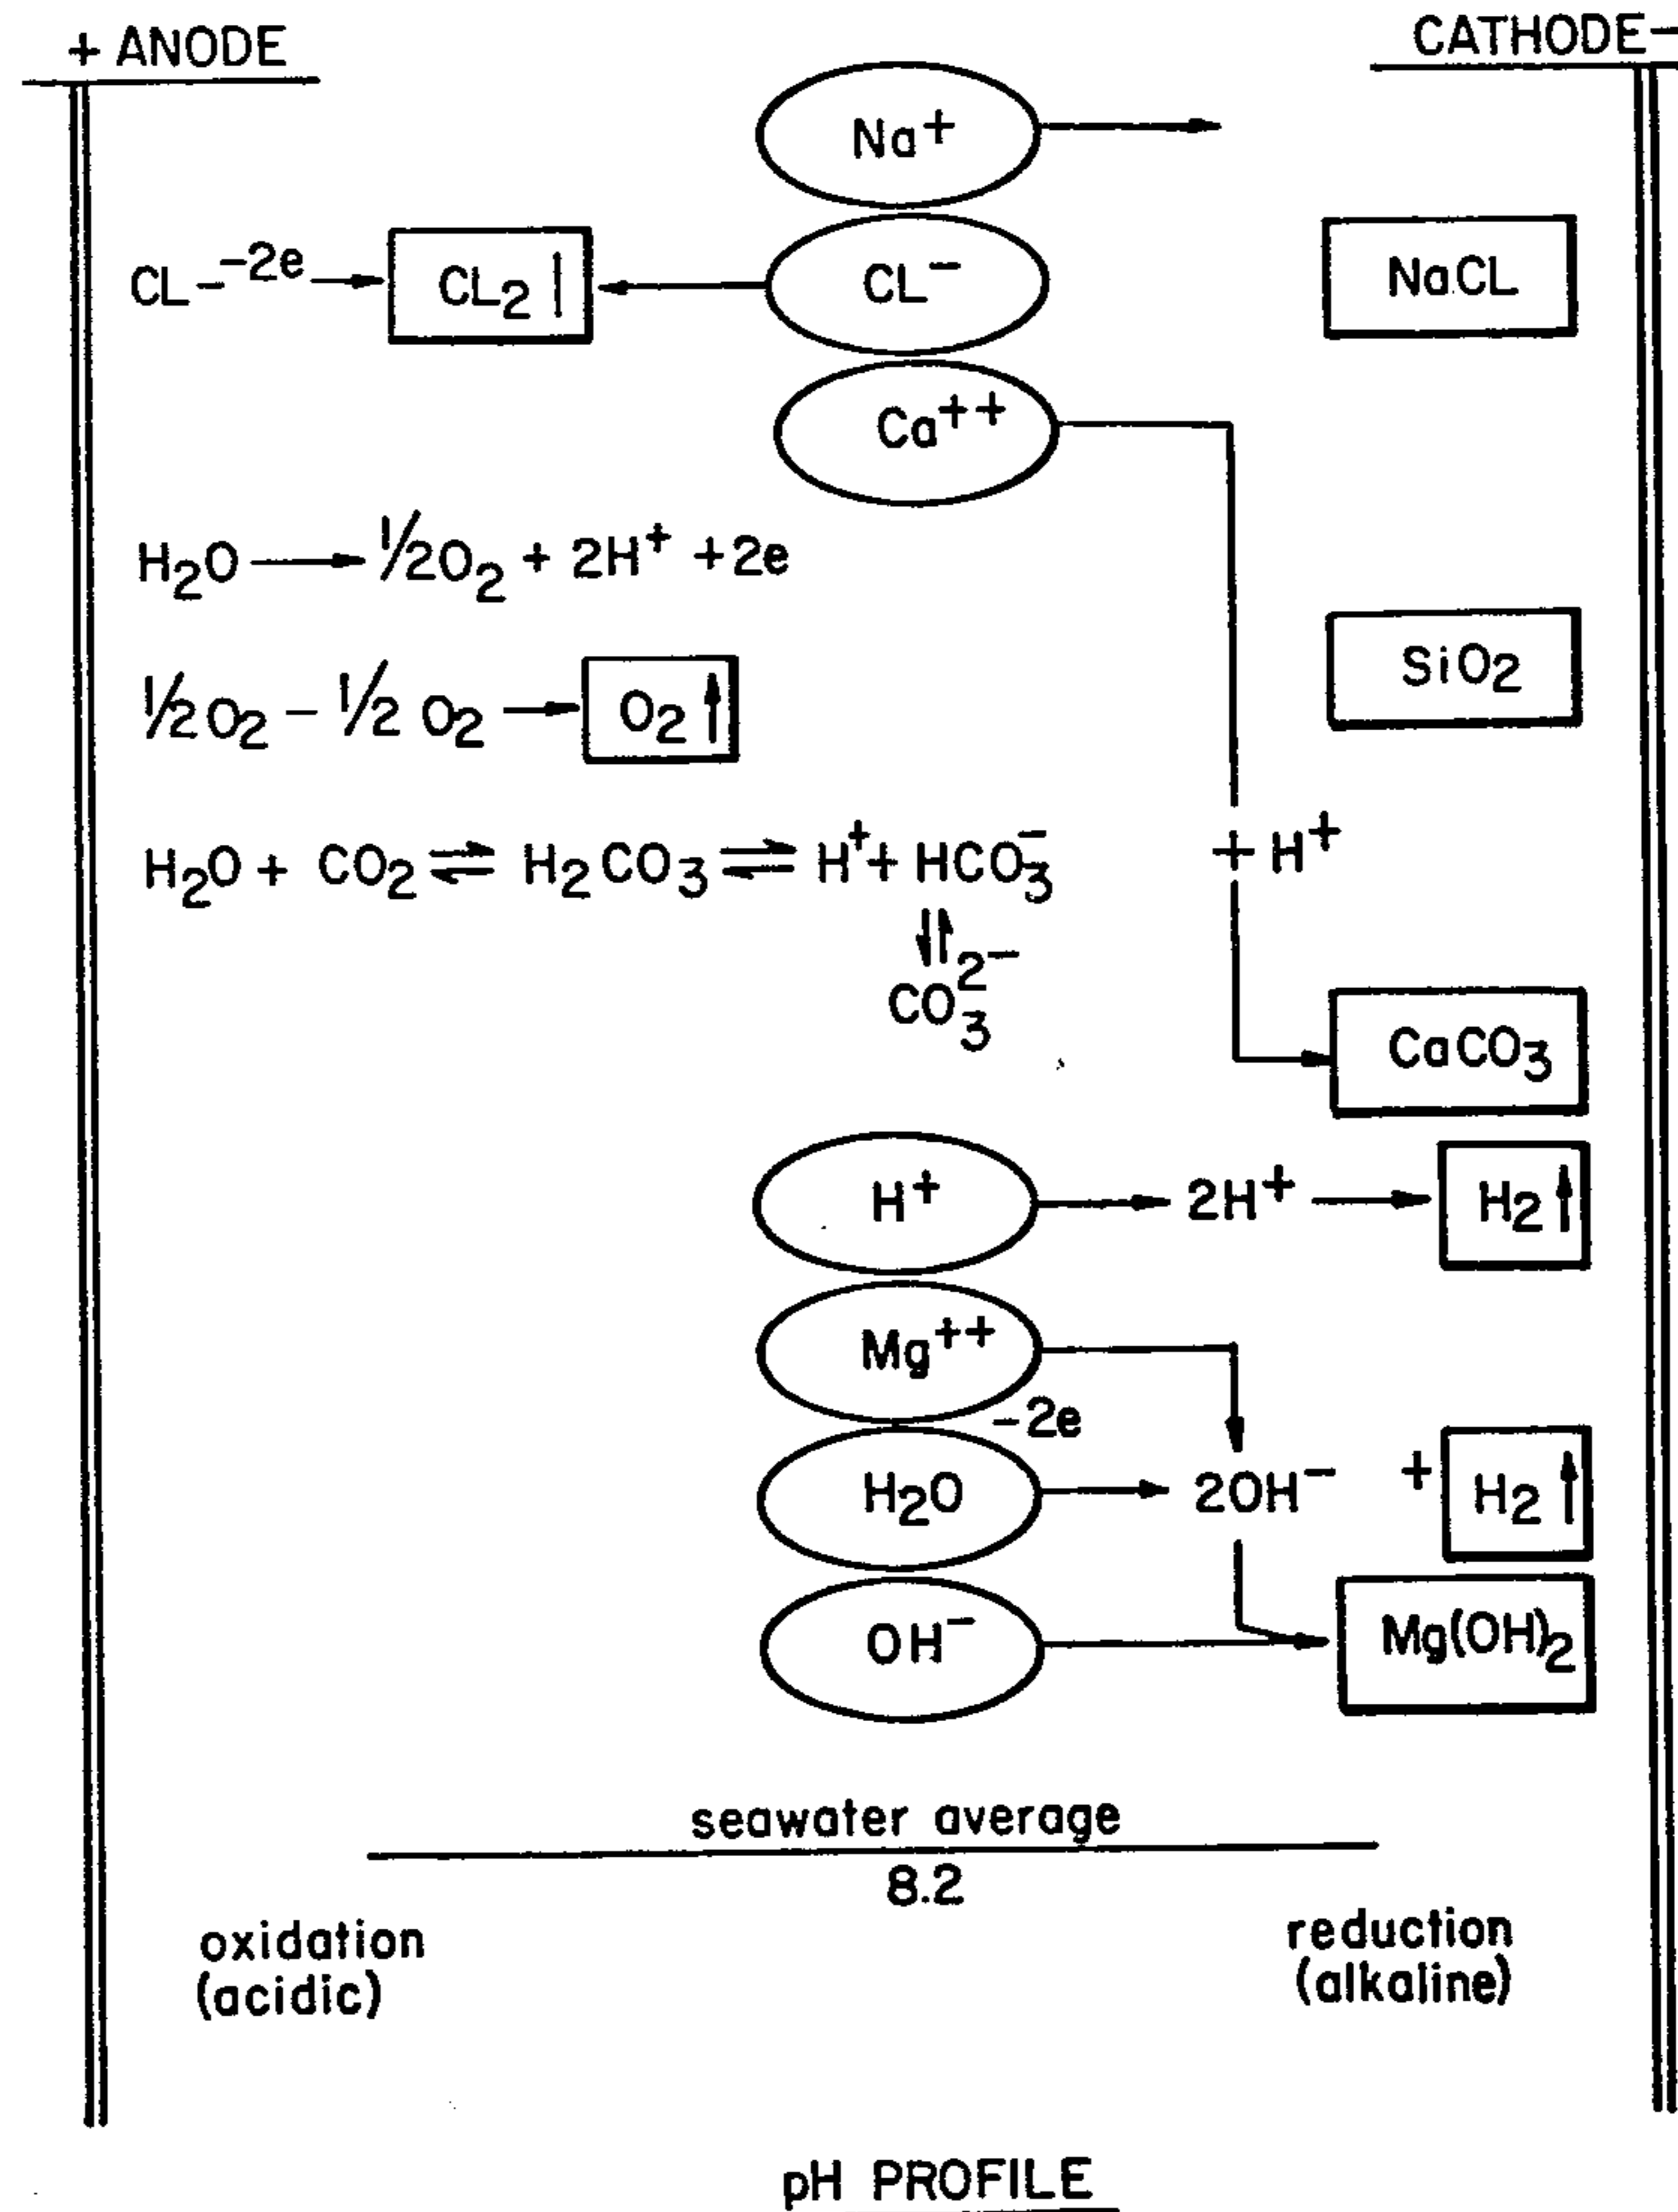 + ANODE
CATHODE -
Na+
CL - -2e → CL2 |
CL-
NaCL
Ca++
H2O → 1/2O2 + 2H+ + 2e
SiO2
1/2O2 - 1/2 O2 → O2 ↑
H2O + CO2 ⇌ H2CO3 ⇌ H+ + HCO3-
+ H+
CO3 2-
CaCO3
H+ → 2H+ → H2 ↑
Mg++
-2e
H2O → 2OH- + H2 ↑
OH- → Mg(OH)2
seawater average
8.2
oxidation
(acidic)
reduction
(alkaline)
pH PROFILE